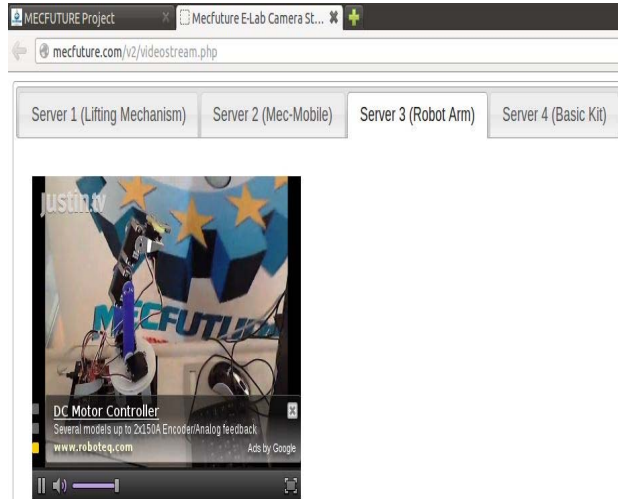 MECFUTURE Project
Mecfuture E-Lab Camera St...
mecfuture.com/v2/videostream.php
Server 1 (Lifting Mechanism)
Server 2 (Mec-Mobile)
Server 3 (Robot Arm)
Server 4 (Basic Kit)
justin.tv
MECFUTUR
DC Motor Controller
Several models up to 2x150A Encoder/Analog feedback
www.roboteq.com
Ads by Google